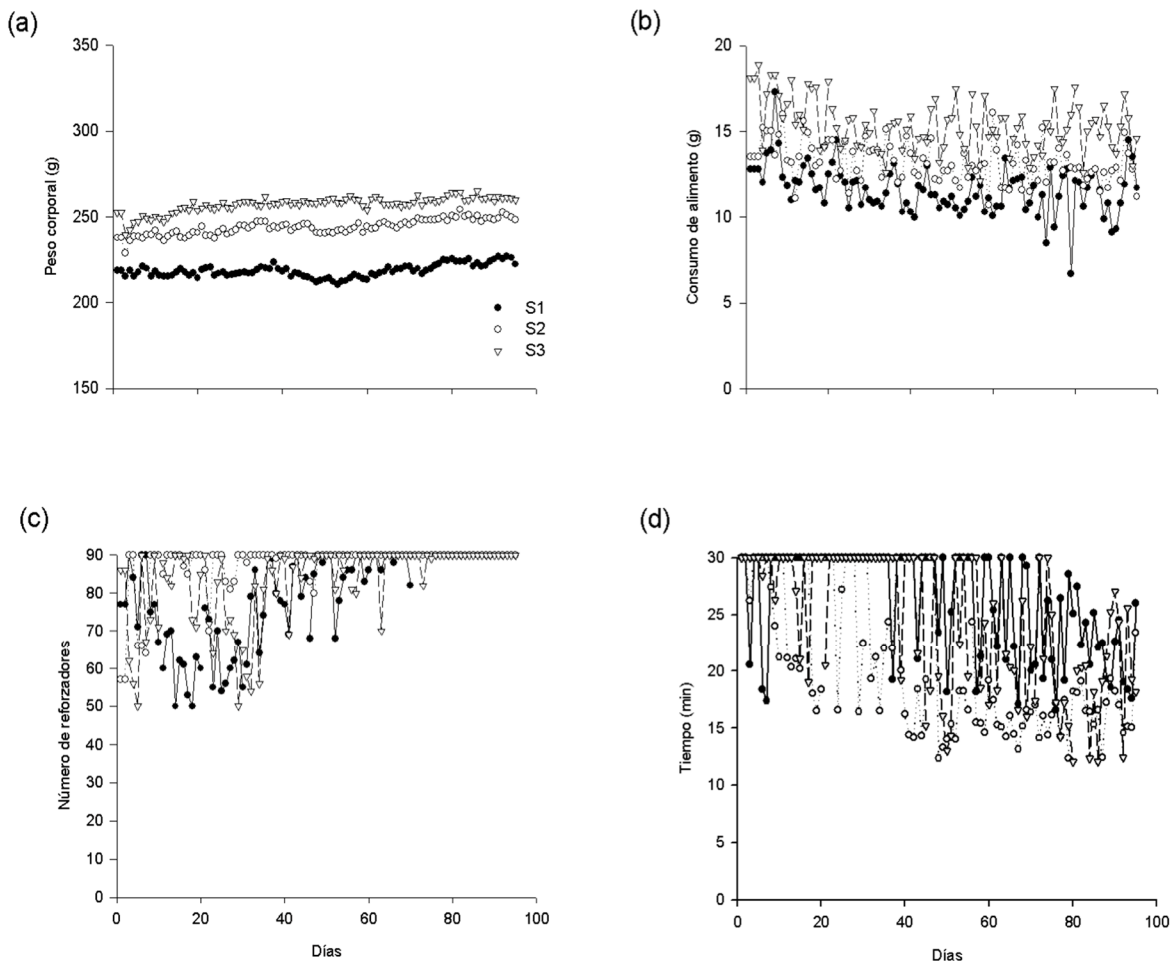 (a)
350
300
250
200
150
Peso corporal (g)
S1
S2
S3
(b)
20
15
10
5
0
Consumo de alimento (g)
(c)
90
80
70
60
50
40
30
20
10
0
Número de reforzadores
0 20 40 60 80 100
Días
(d)
30
25
20
15
10
5
0
Tiempo (min)
0 20 40 60 80 100
Días